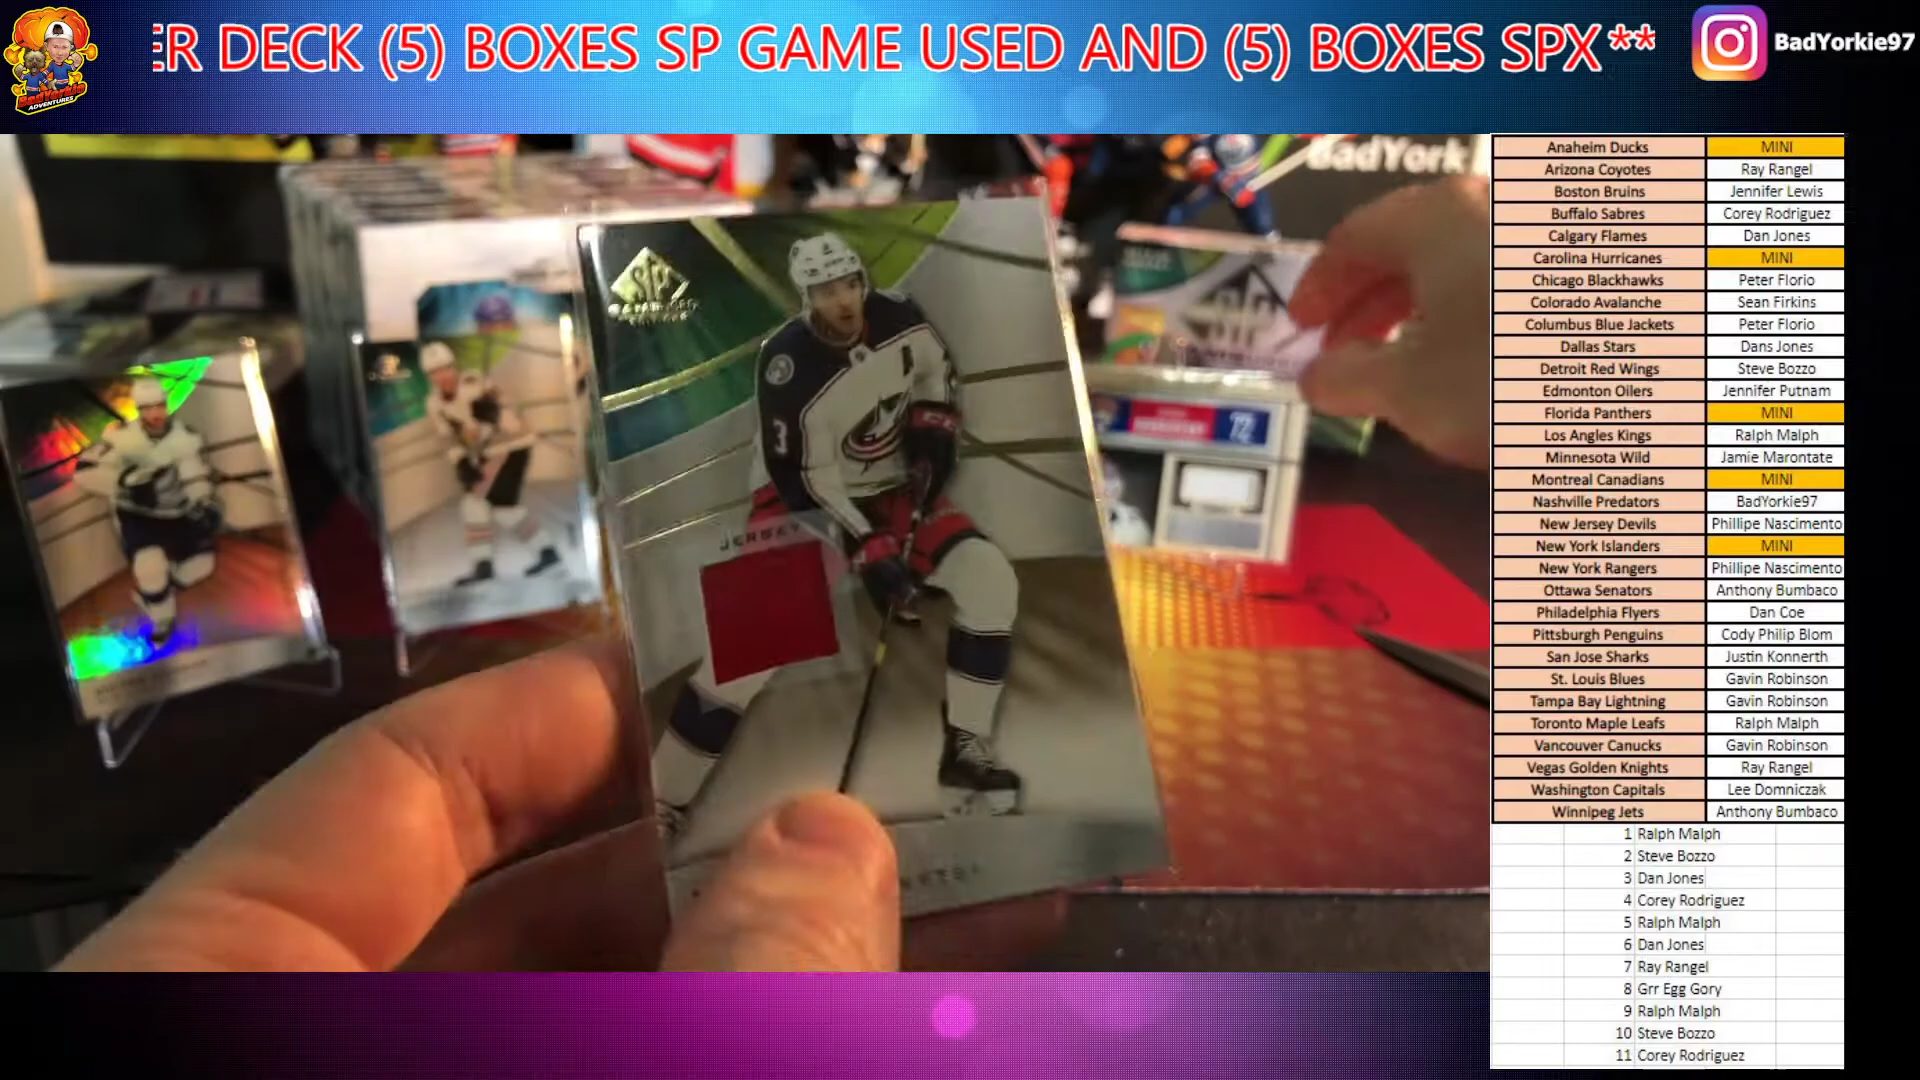 ER DECK (5) BOXES SP GAME USED AND (5) BOXES SPX **
BadYorkie97
BadYorkie
ADVENTURES
BadYork
SP
GAME USED
EDITION
3
A
JERSEY
72
Anaheim Ducks MINI
Arizona Coyotes Ray Rangel
Boston Bruins Jennifer Lewis
Buffalo Sabres Corey Rodriguez
Calgary Flames Dan Jones
Carolina Hurricanes MINI
Chicago Blackhawks Peter Florio
Colorado Avalanche Sean Firkins
Columbus Blue Jackets Peter Florio
Dallas Stars Dans Jones
Detroit Red Wings Steve Bozzo
Edmonton Oilers Jennifer Putnam
Florida Panthers MINI
Los Angles Kings Ralph Malph
Minnesota Wild Jamie Marontate
Montreal Canadians MINI
Nashville Predators BadYorkie97
New Jersey Devils Phillipe Nascimento
New York Islanders MINI
New York Rangers Phillipe Nascimento
Ottawa Senators Anthony Bumbaco
Philadelphia Flyers Dan Coe
Pittsburgh Penguins Cody Philip Blom
San Jose Sharks Justin Konnerth
St. Louis Blues Gavin Robinson
Tampa Bay Lightning Gavin Robinson
Toronto Maple Leafs Ralph Malph
Vancouver Canucks Gavin Robinson
Vegas Golden Knights Ray Rangel
Washington Capitals Lee Domniczak
Winnipeg Jets Anthony Bumbaco
1 Ralph Malph
2 Steve Bozzo
3 Dan Jones
4 Corey Rodriguez
5 Ralph Malph
6 Dan Jones
7 Ray Rangel
8 Grr Egg Gory
9 Ralph Malph
10 Steve Bozzo
11 Corey Rodriguez